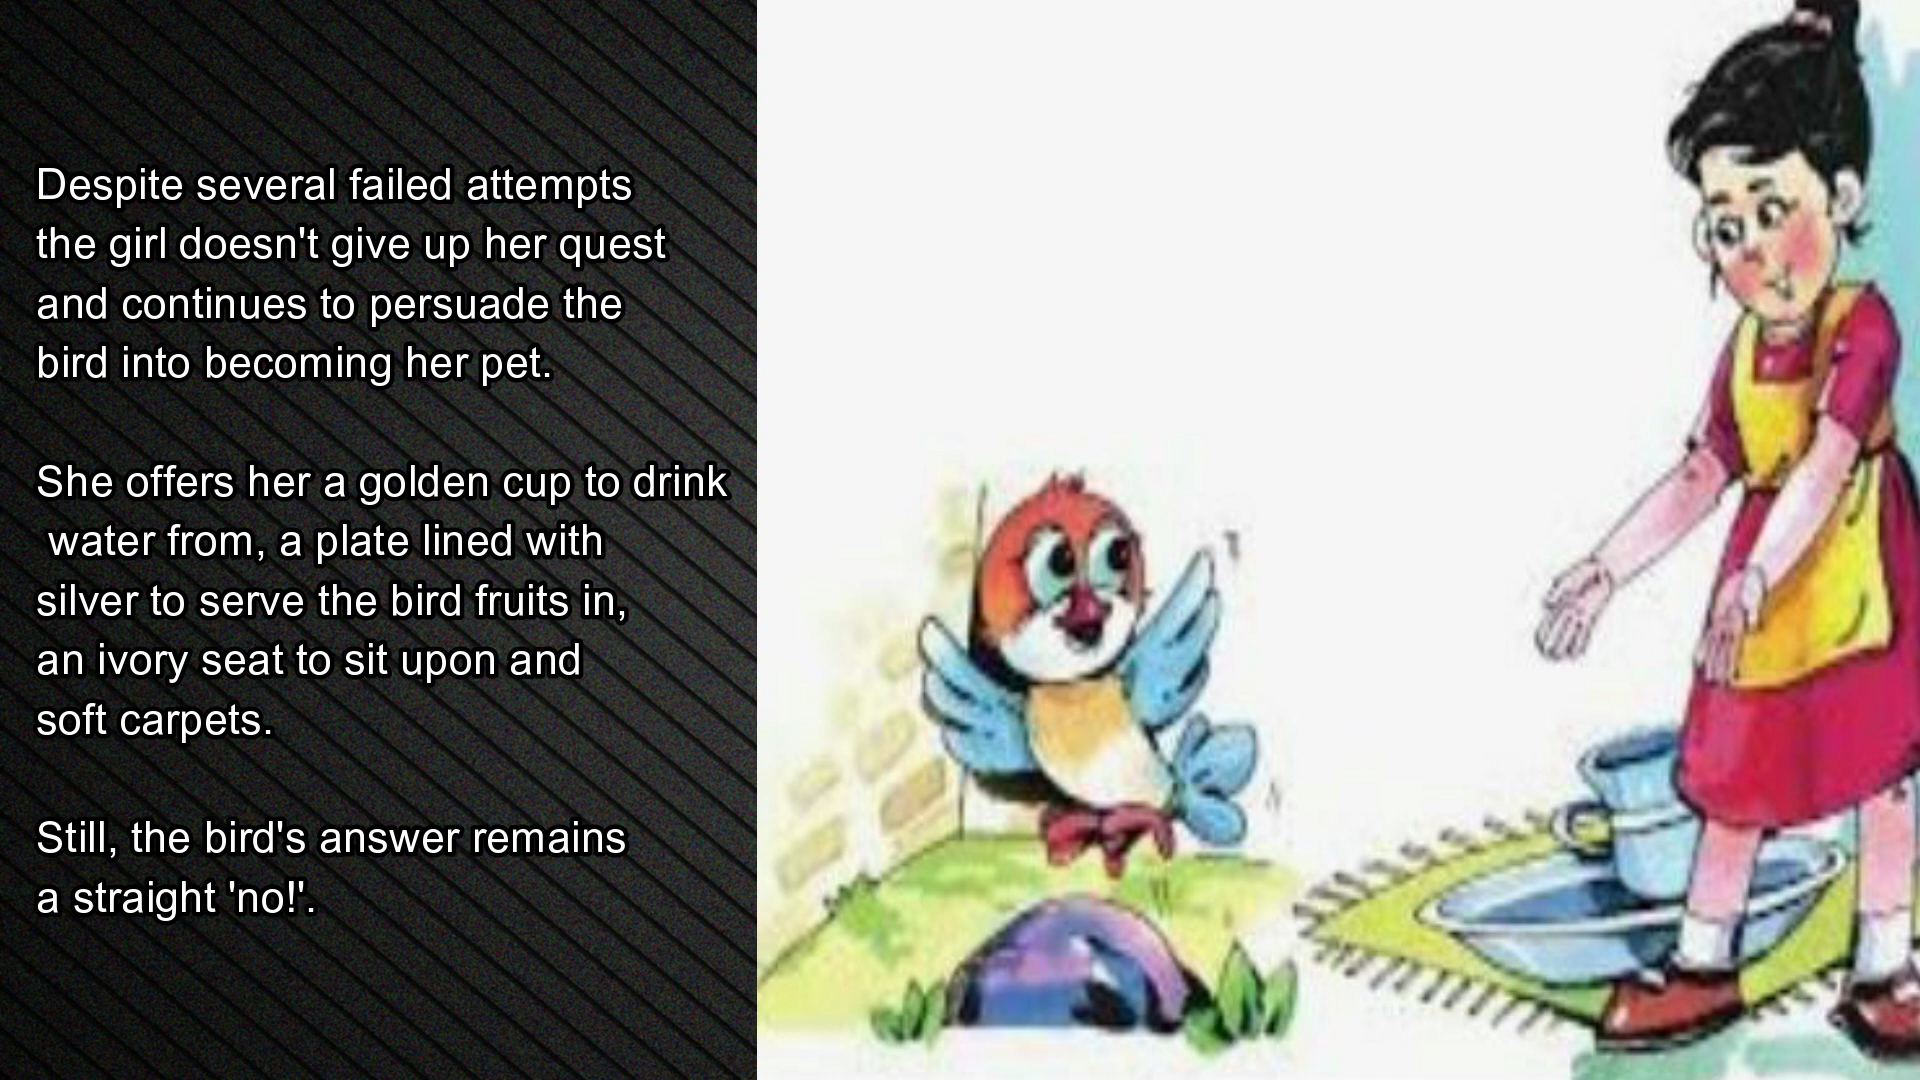 Despite several failed attempts
the girl doesn't give up her quest
and continues to persuade the
bird into becoming her pet.
She offers her a golden cup to drink
water from, a plate lined with
silver to serve the bird fruits in,
an ivory seat to sit upon and
soft carpets.
Still, the bird's answer remains
a straight 'no!'.